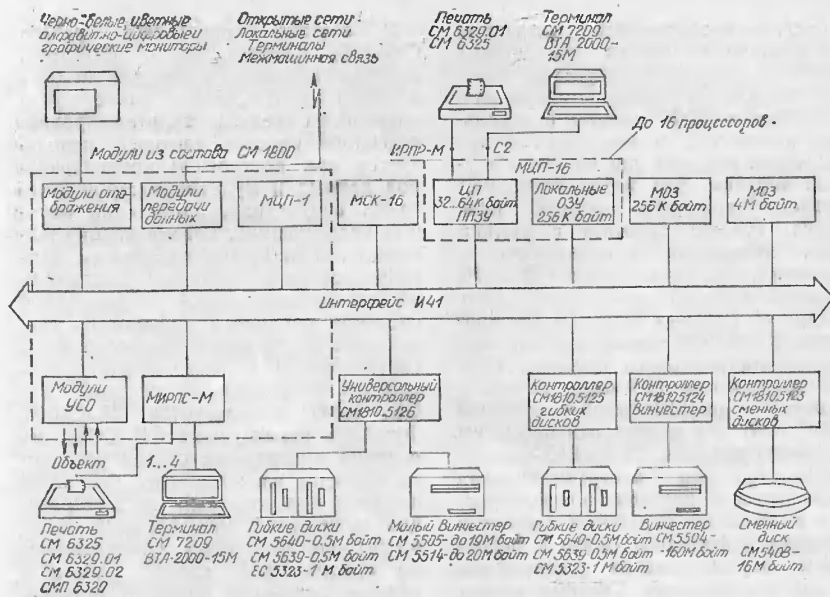 Черно-белые, цветные
алфавитно-цифровые и
графические мониторы
Открытые сети.
Локальные сети
Терминалы
Межмашинная связь
Печать
СМ 6329.01
СМ 6325
Терминал
СМ 7209
ВТА 2000-
15М
До 16 процессоров.
ИРПР-М
С2
Модули из состава СМ 1800
МЦП-16
Модули ото-
бражения
Модули
передачи
данных
МЦП-1
МСК-16
ЦП
32..64К байт
ППЗУ
Локальные
ОЗУ
256 К байт
МОЗ
256 К байт
МОЗ
4М байт
Интерфейс И41
Модули
УСО
МИРПС-М
Универсальный
контроллер
СМ1810.5126
Контроллер
СМ1810.5125
гибких
дисков
Контроллер
СМ1810.5124
Винчестер
Контроллер
СМ1810.5123
сменных
дисков
Объект
1...4
Печать
СМ 6325
СМ 6329.01
СМ 6329.02
СМП 6320
Терминал
СМ 7209
ВТА-2000-15М
Гибкие диски
СМ 5640-0.5М байт
СМ 5639-0.5М байт
ЕС 5323-1 М байт
Малый Винчестер
СМ 5505- до 19М байт
СМ 5514- до 20М байт
Гибкие диски
СМ 5640-0.5М байт
СМ 5639 0.5М байт
СМ 5323-1 М байт
Винчестер
СМ 5504-
-160М байт
Сменный
диск
СМ5408-
16М байт